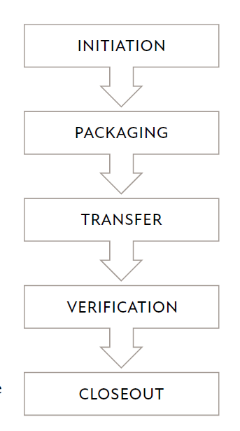 INITIATION
PACKAGING
TRANSFER
VERIFICATION
CLOSEOUT